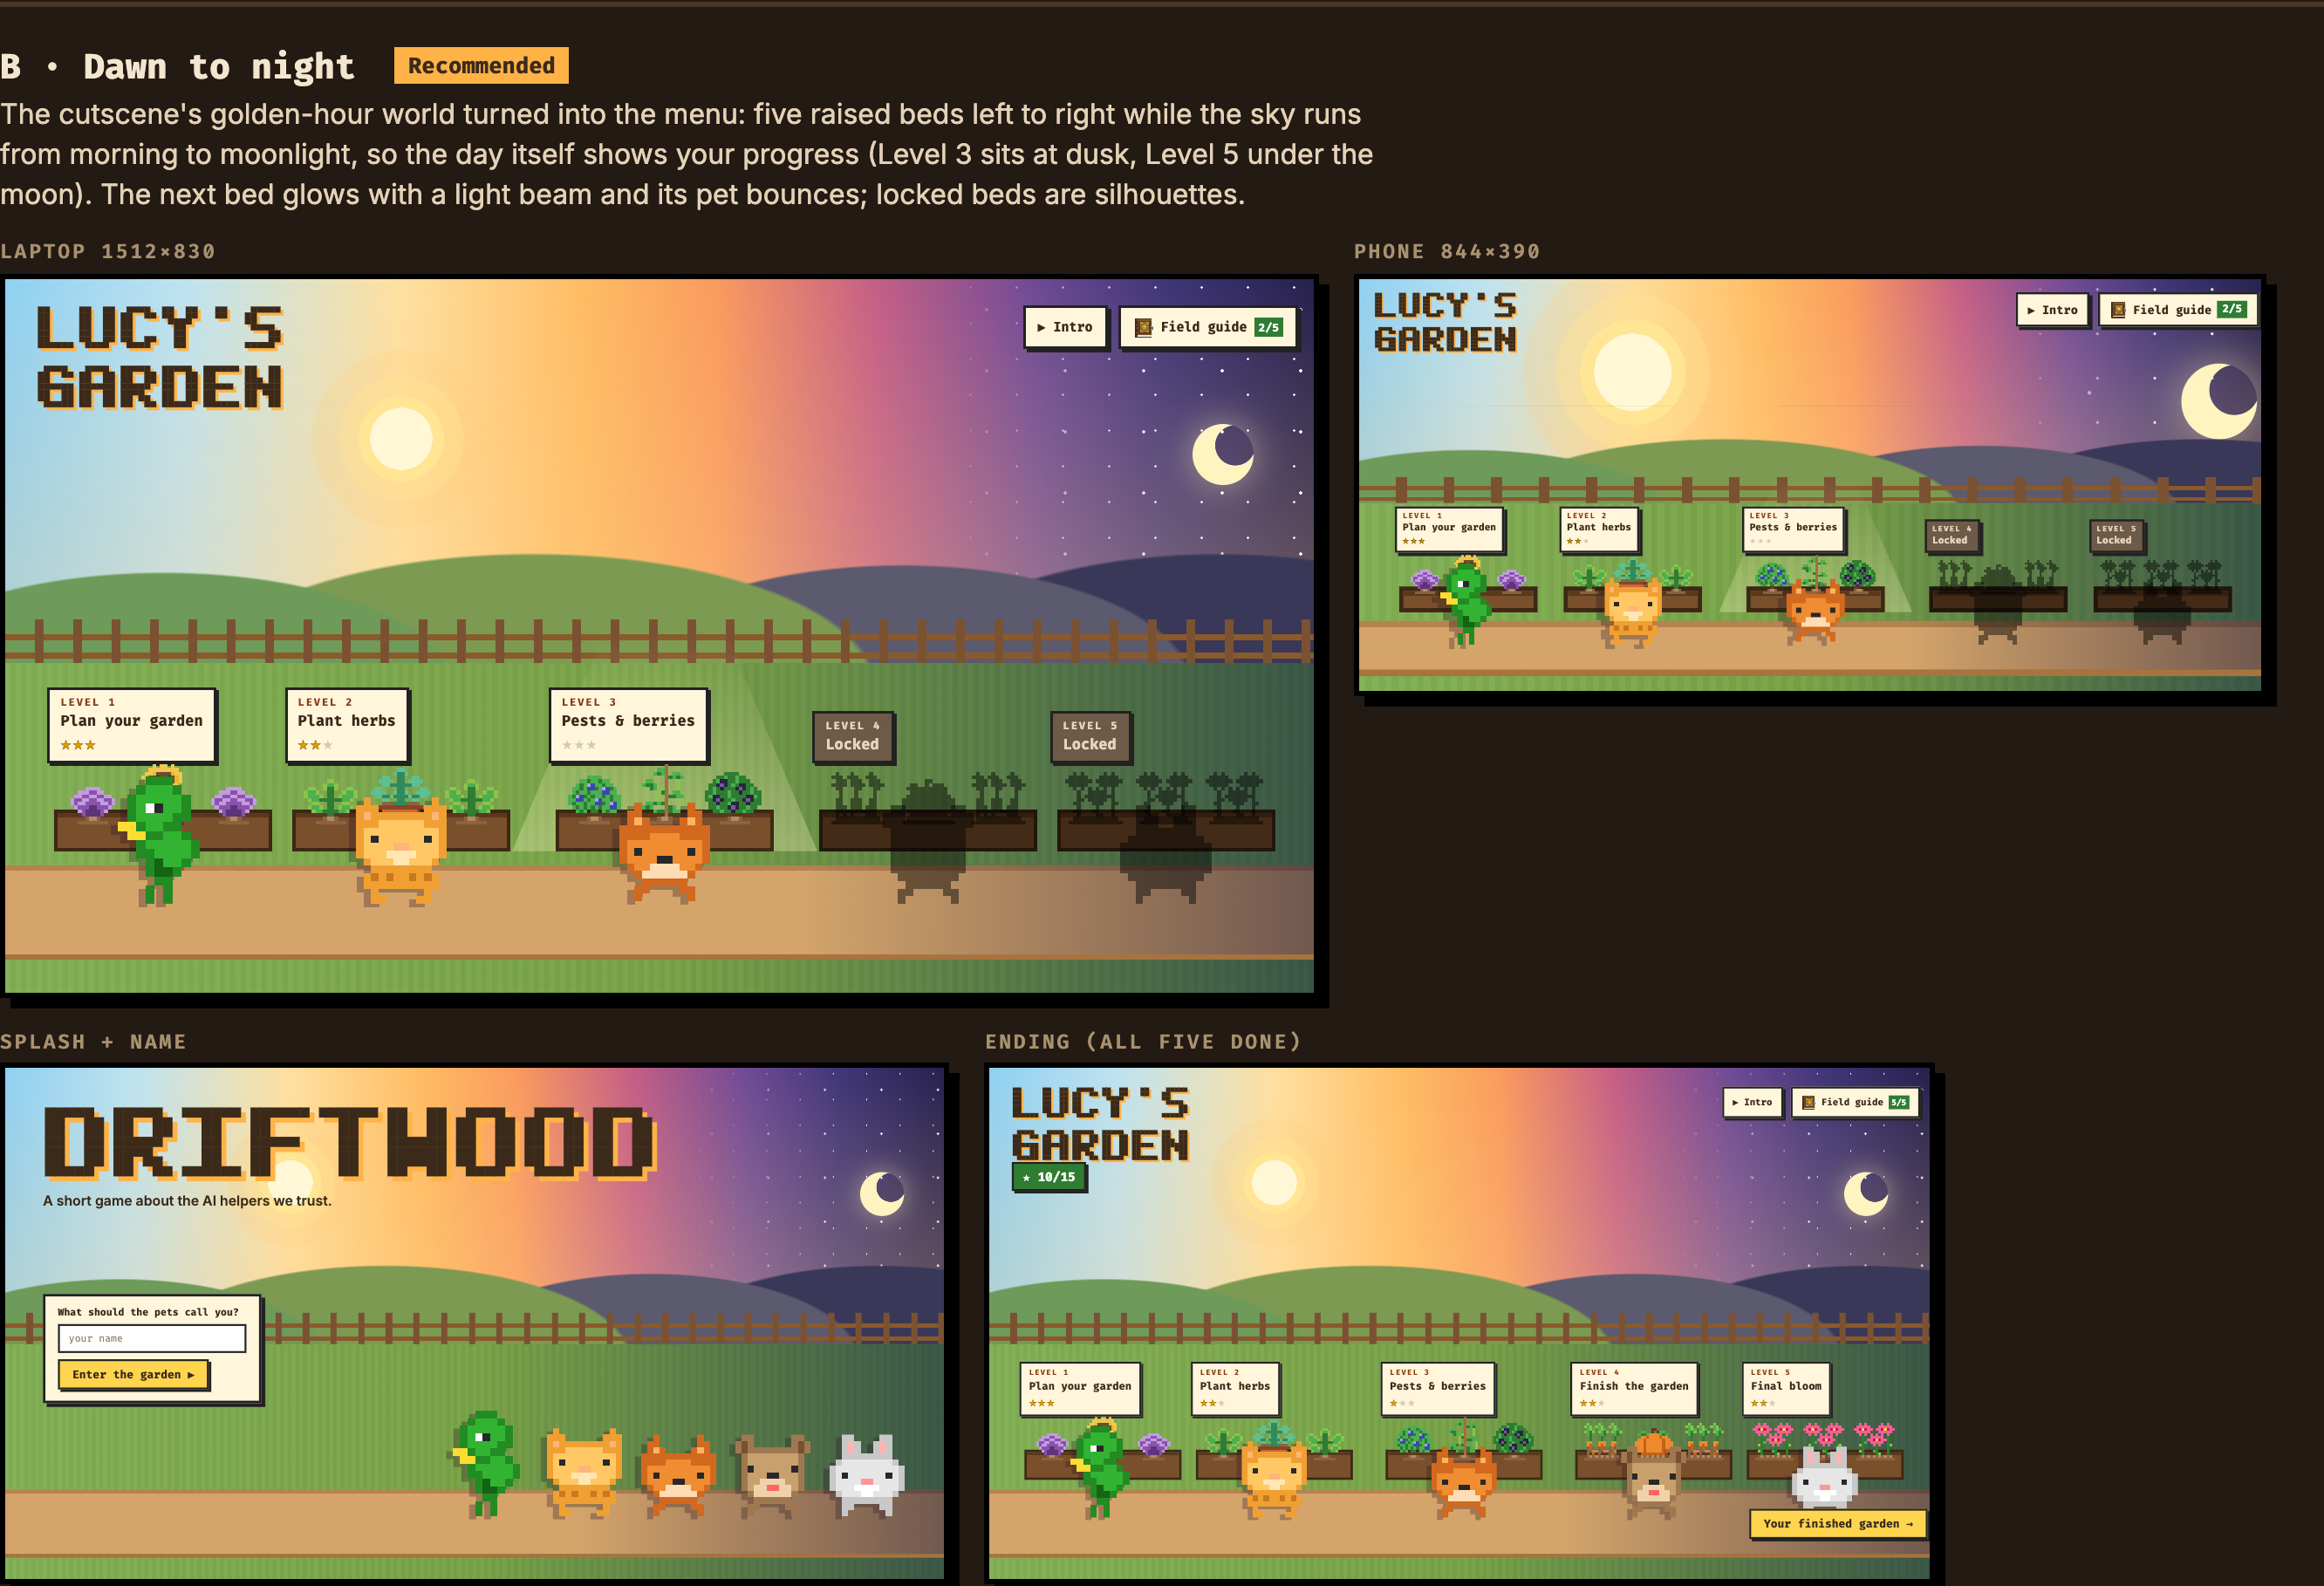 B · Dawn to night
Recommended
The cutscene's golden-hour world turned into the menu: five raised beds left to right while the sky runs
from morning to moonlight, so the day itself shows your progress (Level 3 sits at dusk, Level 5 under the
moon). The next bed glows with a light beam and its pet bounces; locked beds are silhouettes.
LAPTOP 1512×830
LUCY'S
GARDEN
▶ Intro
Field guide 2/5
LEVEL 1
Plan your garden
★★★
LEVEL 2
Plant herbs
★★★
LEVEL 3
Pests & berries
★★★
LEVEL 4
Locked
LEVEL 5
Locked
PHONE 844×390
LUCY'S
GARDEN
▶ Intro
Field guide 2/5
LEVEL 1
Plan your garden
★★★
LEVEL 2
Plant herbs
★★★
LEVEL 3
Pests & berries
★★★
LEVEL 4
Locked
LEVEL 5
Locked
SPLASH + NAME
DRIFTWOOD
A short game about the AI helpers we trust.
What should the pets call you?
your name
Enter the garden ▶
ENDING (ALL FIVE DONE)
LUCY'S
GARDEN
★ 10/15
▶ Intro
Field guide 5/5
LEVEL 1
Plan your garden
★★★
LEVEL 2
Plant herbs
★★★
LEVEL 3
Pests & berries
★★★
LEVEL 4
Finish the garden
★★★
LEVEL 5
Final bloom
★★★
Your finished garden →